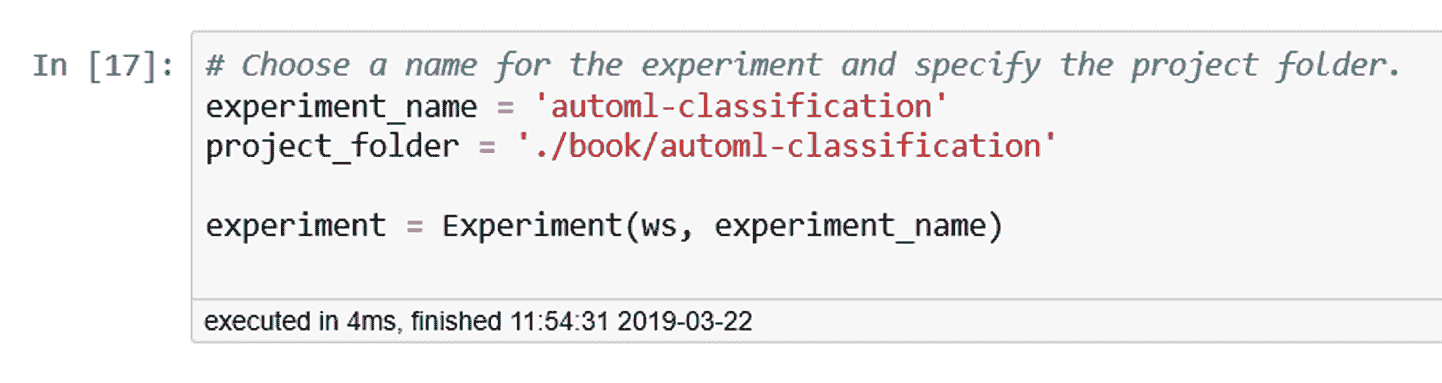 In [17]: # Choose a name for the experiment and specify the project folder.
experiment_name = 'automl-classification'
project_folder = './book/automl-classification'
experiment = Experiment(ws, experiment_name)
executed in 4ms, finished 11:54:31 2019-03-22